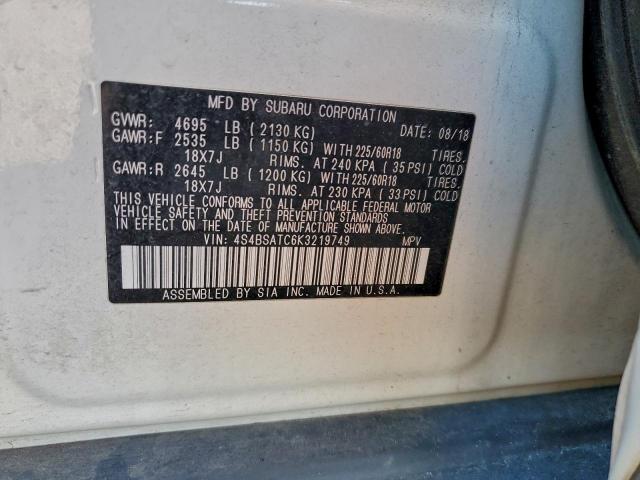 MFD BY SUBARU CORPORATION
GVWR: 4695 LB ( 2130 KG) DATE: 08/18
GAWR:F 2535 LB ( 1150 KG) WITH 225/60R18 TIRES.
18X7J RIMS. AT 240 KPA ( 35 PSI) COLD
GAWR:R 2645 LB ( 1200 KG) WITH 225/60R18 TIRES.
18X7J RIMS. AT 230 KPA ( 33 PSI) COLD
THIS VEHICLE CONFORMS TO ALL APPLICABLE FEDERAL MOTOR
VEHICLE SAFETY AND THEFT PREVENTION STANDARDS
IN EFFECT ON THE DATE OF MANUFACTURE SHOWN ABOVE.
VIN: 4S4BSATC6K3219749 MPV
ASSEMBLED BY SIA INC. MADE IN U.S.A.